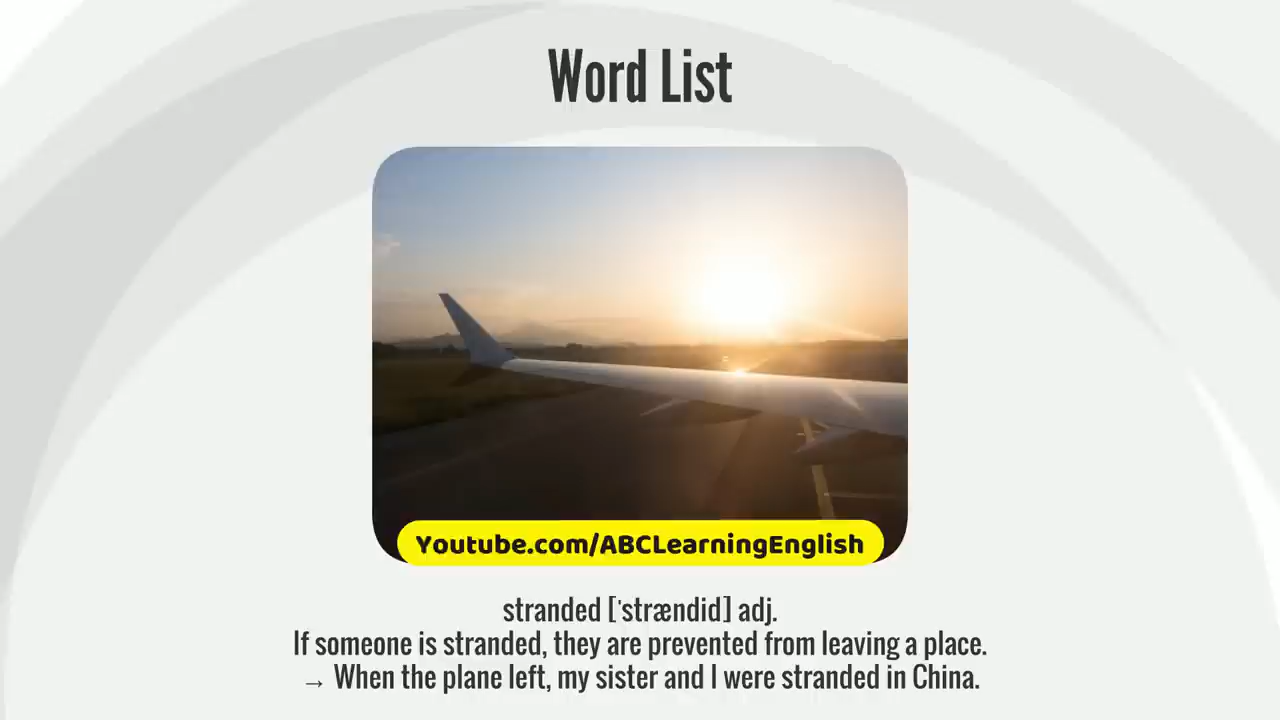 Word List
Youtube.com/ABCLearningEnglish
stranded [ˈstrændid] adj.
If someone is stranded, they are prevented from leaving a place.
→ When the plane left, my sister and I were stranded in China.